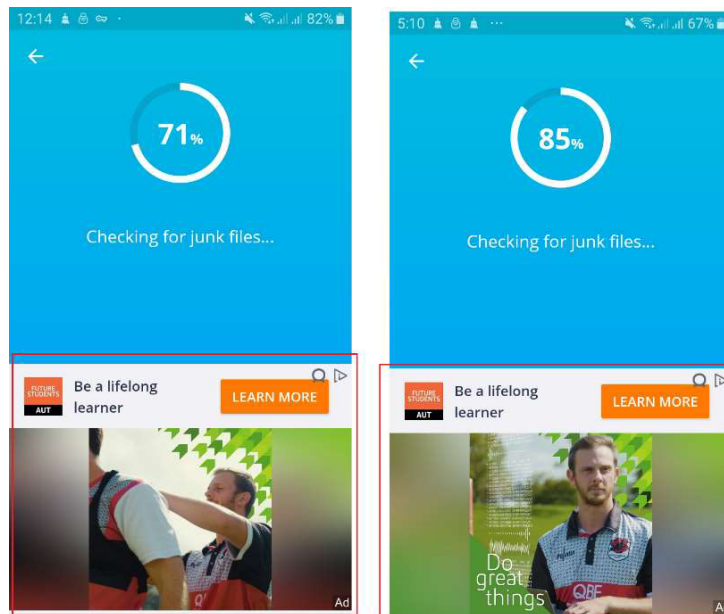 12:14
82%
71%
Checking for junk files...
FUTURE
STUDENTS
AUT
Be a lifelong
learner
LEARN MORE
Ad
5:10
67%
85%
Checking for junk files...
FUTURE
STUDENTS
AUT
Be a lifelong
learner
LEARN MORE
Do
great
things
QBE
A